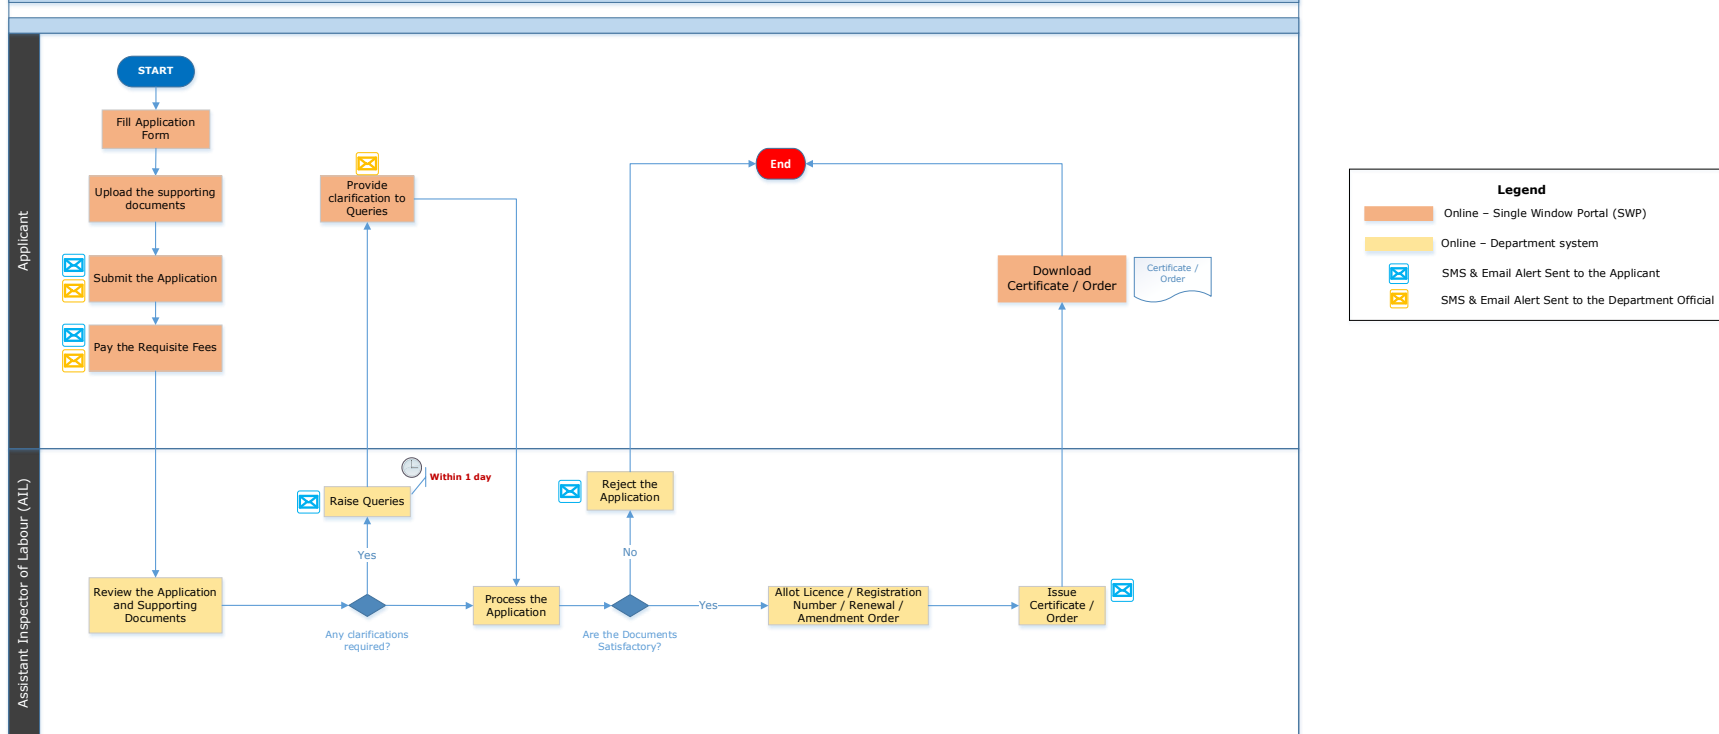 START
Fill Application
Form
Upload the supporting
documents
Submit the Application
Pay the Requisite Fees
Provide
clarification to
Queries
End
Download
Certificate / Order
Certificate /
Order
Applicant
Legend
Online – Single Window Portal (SWP)
Online – Department system
SMS & Email Alert Sent to the Applicant
SMS & Email Alert Sent to the Department Official
Assistant Inspector of Labour (AIL)
Within 1 day
Raise Queries
Yes
Review the Application
and Supporting
Documents
Any clarifications
required?
Process the
Application
Reject the
Application
No
Are the Documents
Satisfactory?
Yes
Allot Licence / Registration
Number / Renewal /
Amendment Order
Issue
Certificate /
Order